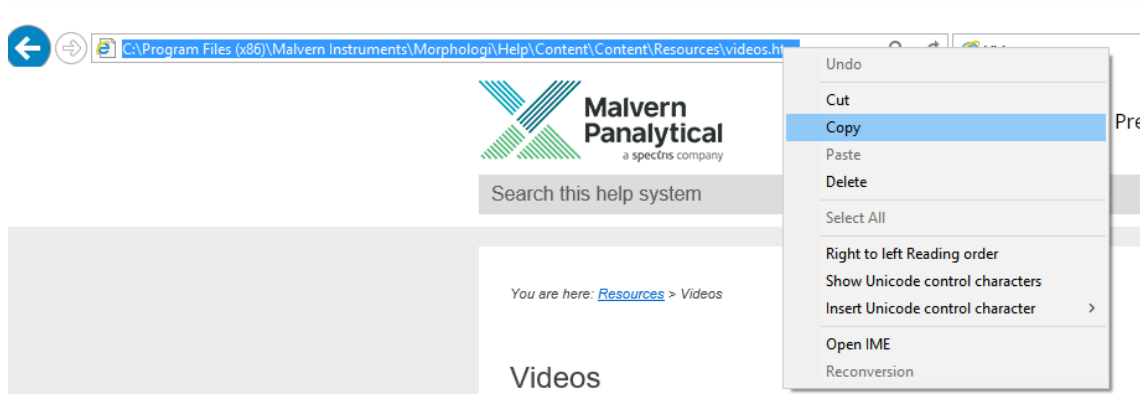 C:\Program Files (x86)\Malvern Instruments\Morphologi\Help\Content\Content\Resources\videos.ht
Undo
Cut
Copy
Paste
Delete
Select All
Right to left Reading order
Show Unicode control characters
Insert Unicode control character
Open IME
Reconversion
Malvern
Panalytical
a spectris company
Pre
Search this help system
You are here: Resources > Videos
Videos